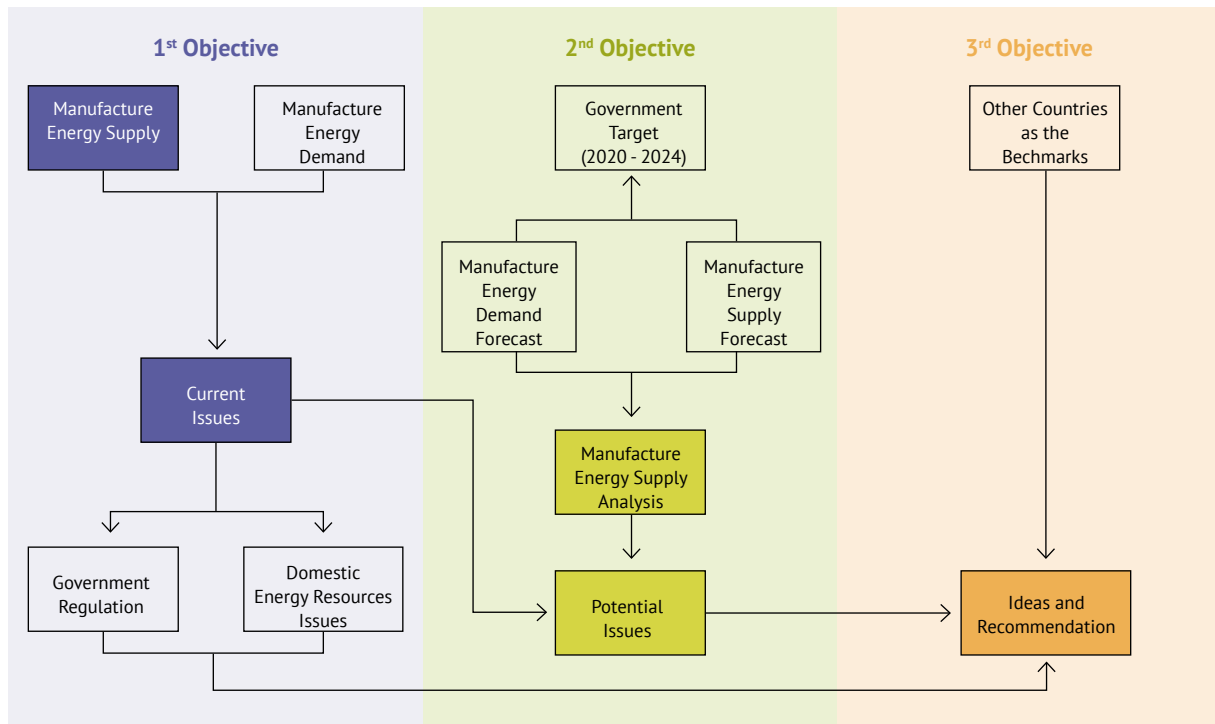 1st Objective
Manufacture
Energy Supply
Manufacture
Energy
Demand
Current
Issues
Government
Regulation
Domestic
Energy Resources
Issues
2nd Objective
Government
Target
(2020 - 2024)
Manufacture
Energy
Demand
Forecast
Manufacture
Energy
Supply
Forecast
Manufacture
Energy Supply
Analysis
Potential
Issues
3rd Objective
Other Countries
as the
Bechmarks
Ideas and
Recommendation